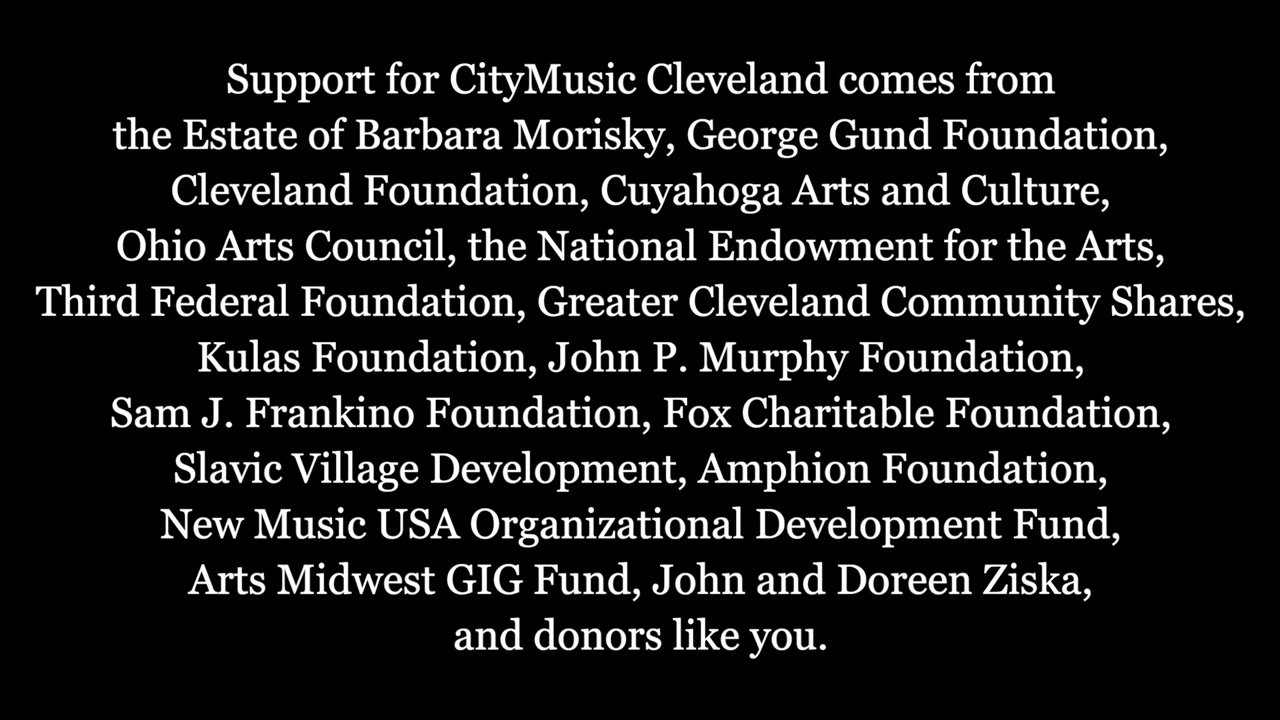 Support for CityMusic Cleveland comes from
the Estate of Barbara Morisky, George Gund Foundation,
Cleveland Foundation, Cuyahoga Arts and Culture,
Ohio Arts Council, the National Endowment for the Arts,
Third Federal Foundation, Greater Cleveland Community Shares,
Kulas Foundation, John P. Murphy Foundation,
Sam J. Frankino Foundation, Fox Charitable Foundation,
Slavic Village Development, Amphion Foundation,
New Music USA Organizational Development Fund,
Arts Midwest GIG Fund, John and Doreen Ziska,
and donors like you.